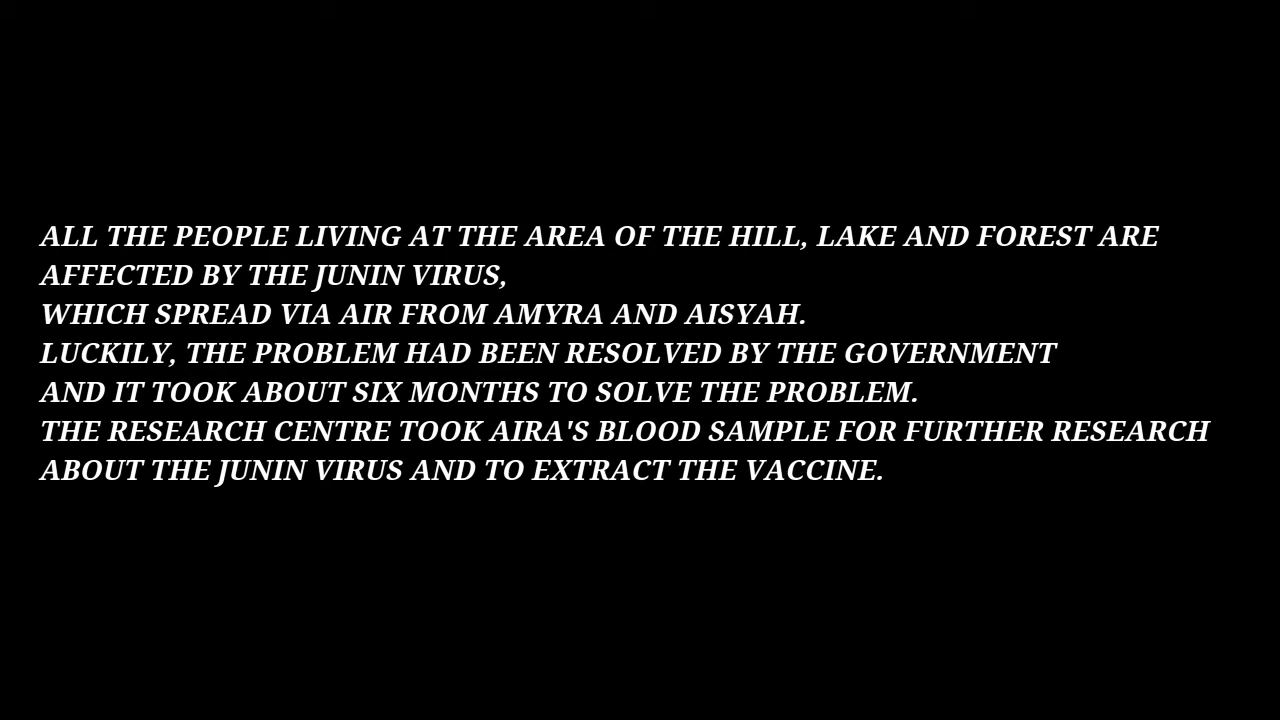 ALL THE PEOPLE LIVING AT THE AREA OF THE HILL, LAKE AND FOREST ARE
AFFECTED BY THE JUNIN VIRUS,
WHICH SPREAD VIA AIR FROM AMYRA AND AISYAH.
LUCKILY, THE PROBLEM HAD BEEN RESOLVED BY THE GOVERNMENT
AND IT TOOK ABOUT SIX MONTHS TO SOLVE THE PROBLEM.
THE RESEARCH CENTRE TOOK AIRA'S BLOOD SAMPLE FOR FURTHER RESEARCH
ABOUT THE JUNIN VIRUS AND TO EXTRACT THE VACCINE.